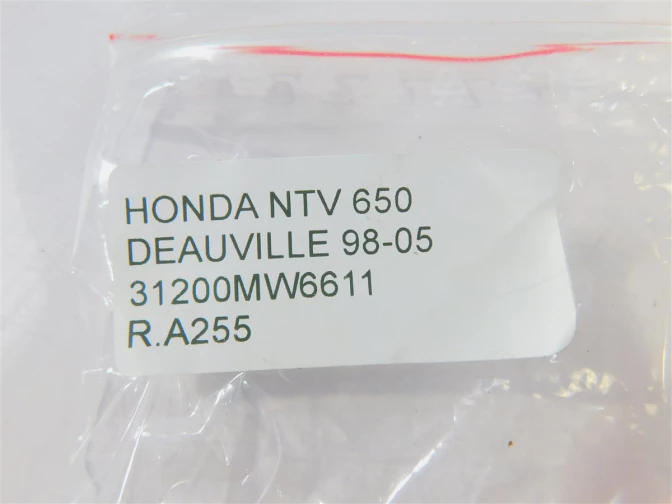 HONDA NTV 650
DEAUVILLE 98-05
31200MW6611
R.A255